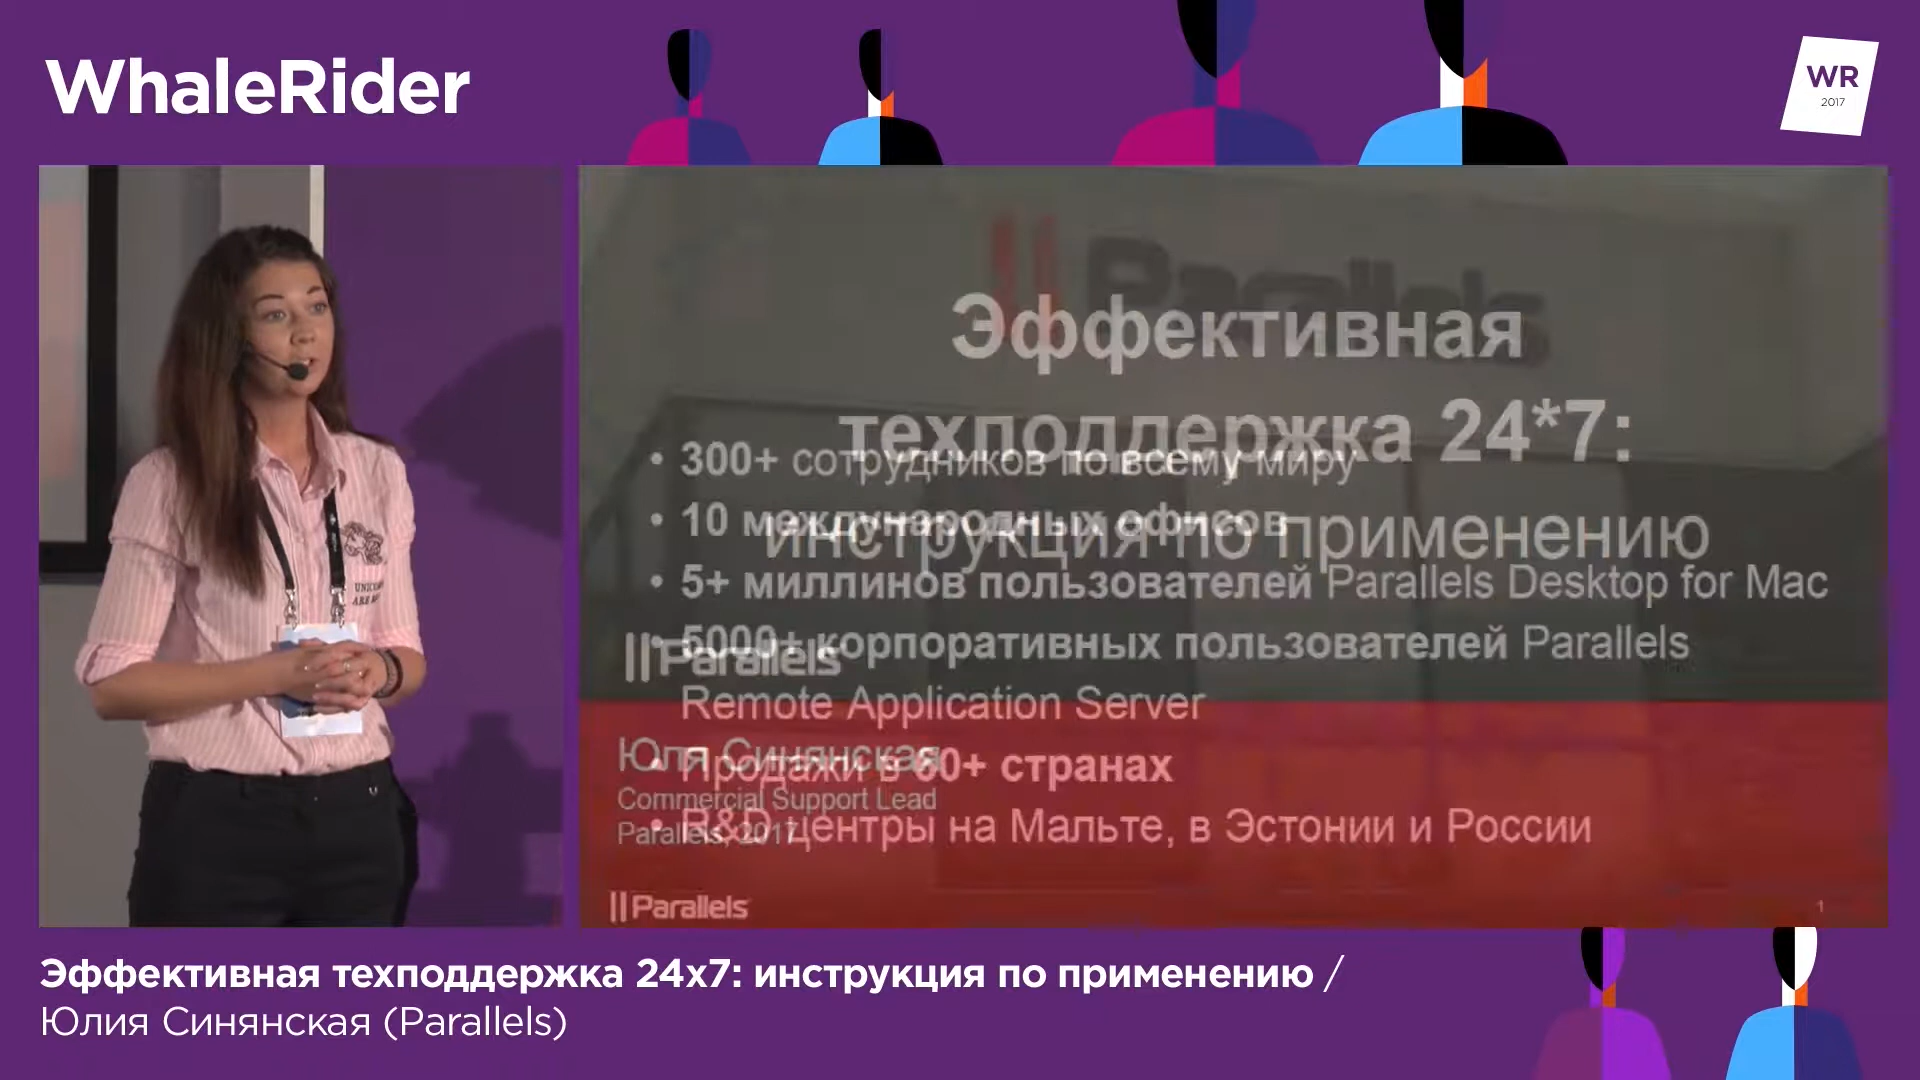 WhaleRider
WR
2017
Parallels
Эффективная
техподдержка 24*7:
инструкция по применению
• 300+ сотрудников по всему миру
• 10 международных офисов
• 5+ миллинов пользователей Parallels Desktop for Mac
• 5000+ корпоративных пользователей Parallels
Remote Application Server
• Продажи в 80+ странах
• R&D центры на Мальте, в Эстонии и России
Parallels
Юля Синянская
Commercial Support Lead
Parallels, 2017
Parallels
1
Эффективная техподдержка 24x7: инструкция по применению /
Юлия Синянская (Parallels)